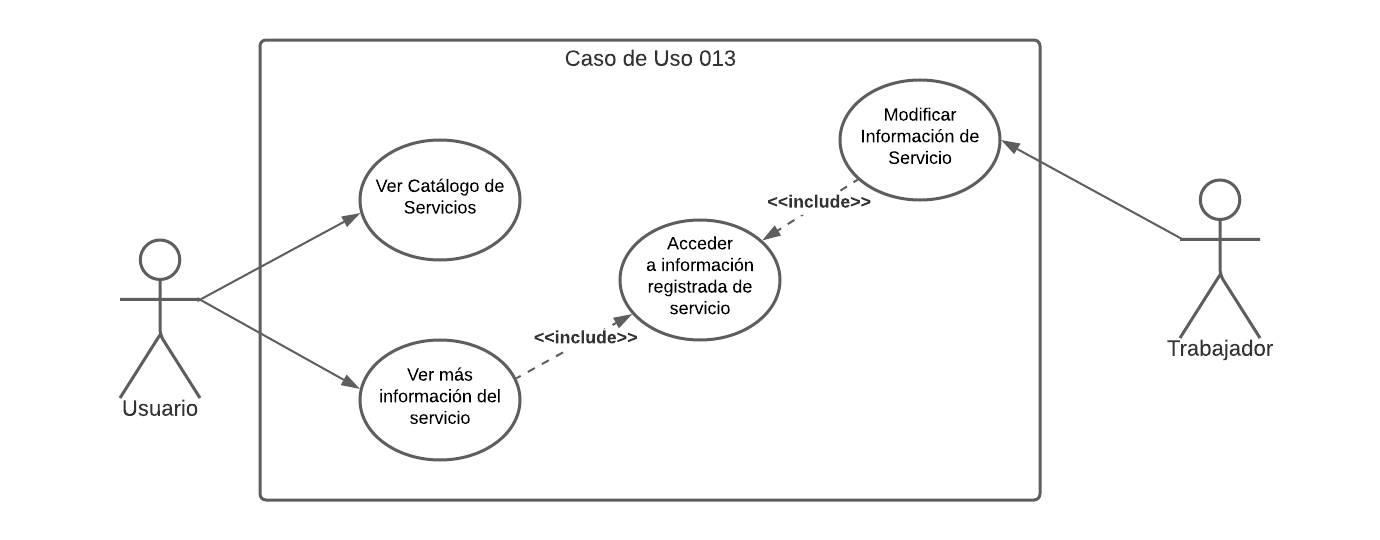 Caso de Uso 013
Modificar
Información de
Servicio
Ver Catálogo de
Servicios
<<include>>
Acceder
a información
registrada de
servicio
<<include>>
Ver más
información del
servicio
Usuario
Trabajador